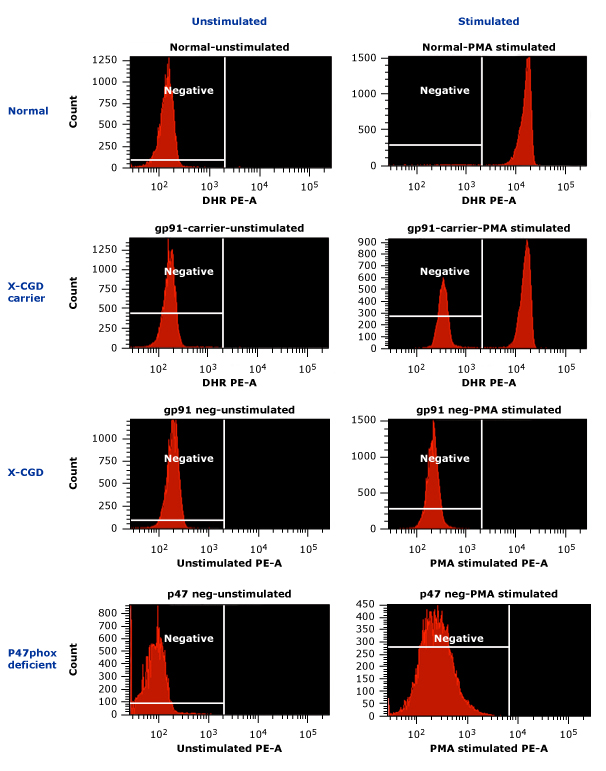 Unstimulated Stimulated
Normal-unstimulated Normal-PMA stimulated
Normal
Count
1250
1000
750
500
250
0
Negative
10² 10³ 10⁴ 10⁵
DHR PE-A
1500
1000
500
0
Negative
10² 10³ 10⁴ 10⁵
DHR PE-A
gp91-carrier-unstimulated gp91-carrier-PMA stimulated
X-CGD
carrier
Count
1250
1000
750
500
250
0
Negative
10² 10³ 10⁴ 10⁵
DHR PE-A
900
800
700
600
500
400
300
200
100
0
Negative
10² 10³ 10⁴ 10⁵
DHR PE-A
gp91 neg-unstimulated gp91 neg-PMA stimulated
X-CGD
Count
1000
750
500
250
0
Negative
10² 10³ 10⁴ 10⁵
Unstimulated PE-A
1500
1000
500
0
Negative
10² 10³ 10⁴ 10⁵
PMA stimulated PE-A
p47 neg-unstimulated p47 neg-PMA stimulated
P47phox
deficient
Count
800
700
600
500
400
300
200
100
0
Negative
10² 10³ 10⁴ 10⁵
Unstimulated PE-A
450
400
350
300
250
200
150
100
50
0
Negative
10² 10³ 10⁴ 10⁵
PMA stimulated PE-A